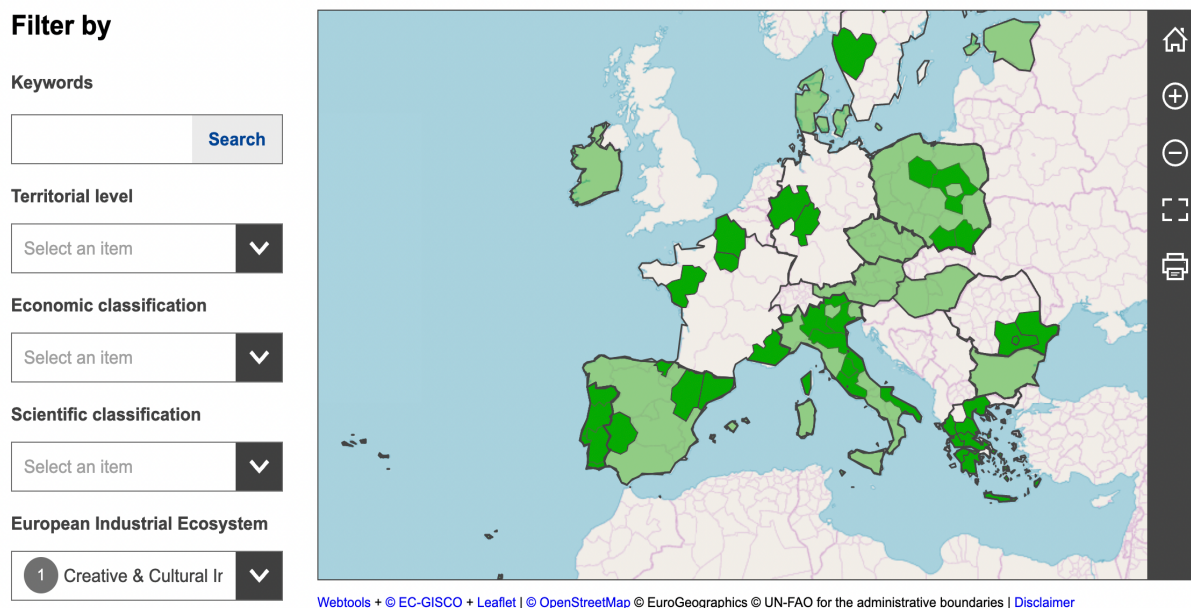 Filter by
Keywords
Search
Territorial level
Select an item
Economic classification
Select an item
Scientific classification
Select an item
European Industrial Ecosystem
1 Creative & Cultural Ir
Webtools + © EC-GISCO + Leaflet | © OpenStreetMap © EuroGeographics © UN-FAO for the administrative boundaries | Disclaimer